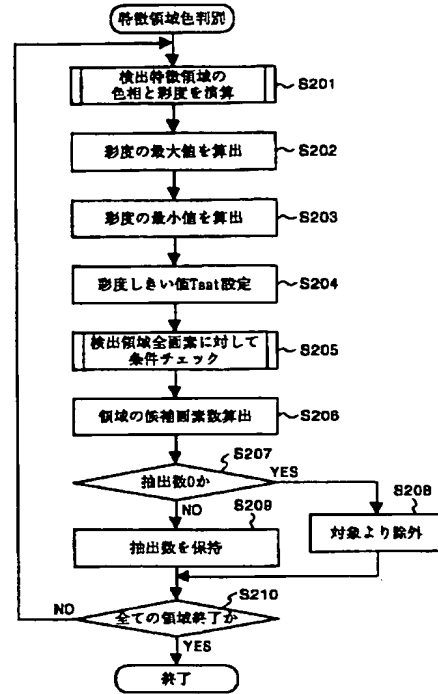 特徴領域色判別
検出特徴領域の
色相と彩度を演算
S201
彩度の最大値を算出
S202
彩度の最小値を算出
S203
彩度しきい値Tsat設定
S204
検出領域全画素に対して
条件チェック
S205
領域の候補画素数算出
S206
S207
抽出数0か
YES
NO
S208
対象より除外
S209
抽出数を保持
S210
全ての領域終了か
NO
YES
終了